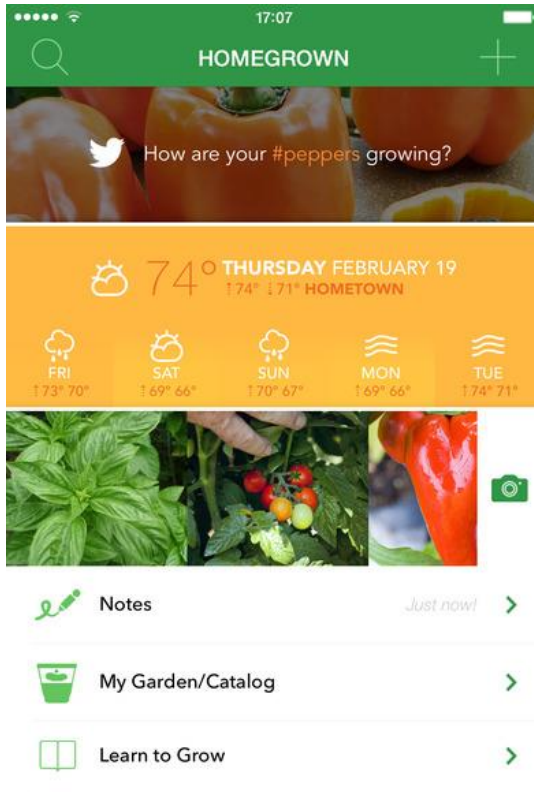 17:07
HOMEGROWN
How are your #peppers growing?
74° THURSDAY FEBRUARY 19
↑74° ↓71° HOMETOWN
FRI SAT SUN MON TUE
↑73° 70° ↑69° 66° ↑70° 67° ↑69° 66° ↑74° 71°
Notes Just now!
My Garden/Catalog
Learn to Grow